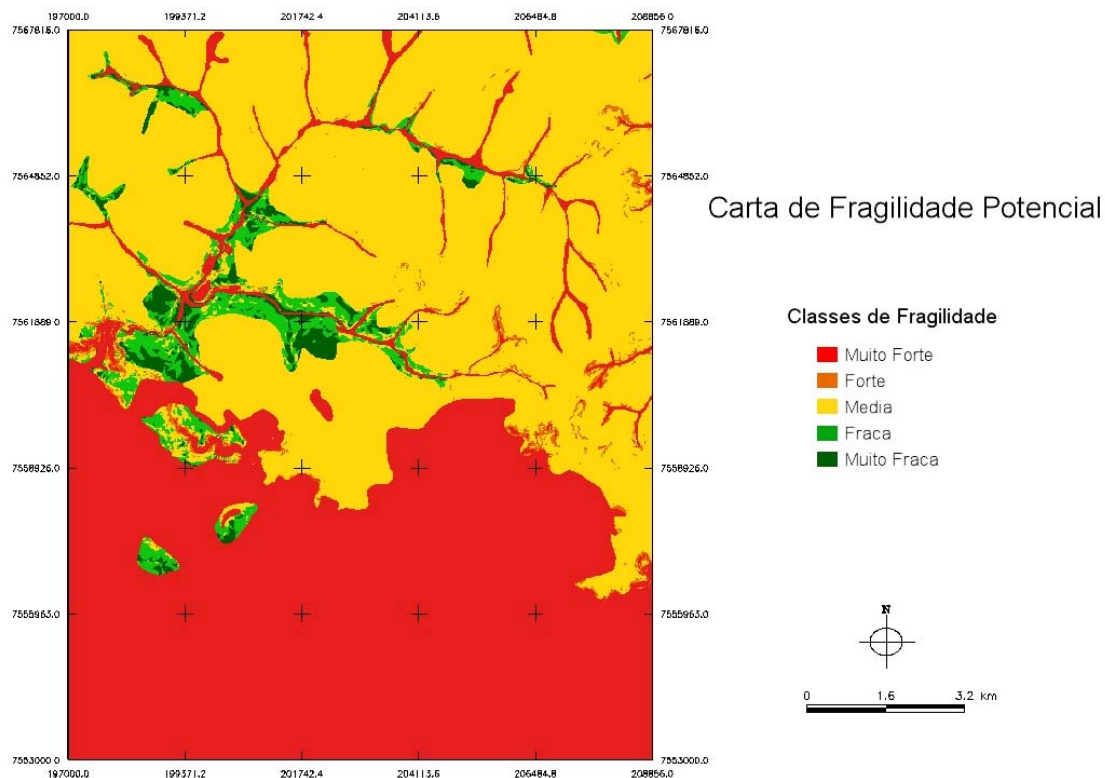 197000.0 199371.2 201742.4 204113.6 206484.8 208856.0
7567815.0 7567815.0
7564852.0 7564852.0
Carta de Fragilidade Potencial
7561889.0 7561889.0
Classes de Fragilidade
Muito Forte
Forte
Media
Fraca
Muito Fraca
7558926.0 7558926.0
7555963.0 7555963.0
N
0 1.6 3.2 km
7553000.0 7553000.0
197000.0 199371.2 201742.4 204113.6 206484.8 208856.0